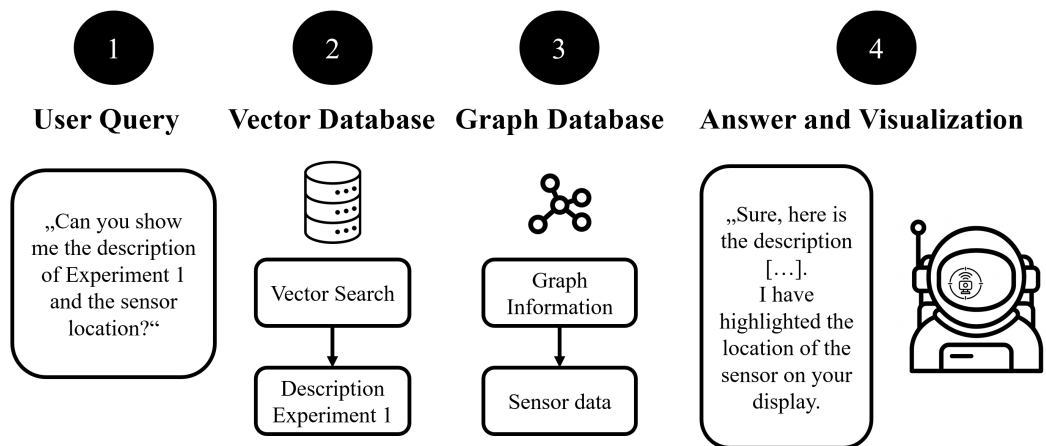 1
2
3
4
User Query
Vector Database
Graph Database
Answer and Visualization
„Can you show
me the description
of Experiment 1
and the sensor
location?“
Vector Search
Description
Experiment 1
Graph
Information
Sensor data
„Sure, here is
the description
[…].
I have
highlighted the
location of the
sensor on your
display.